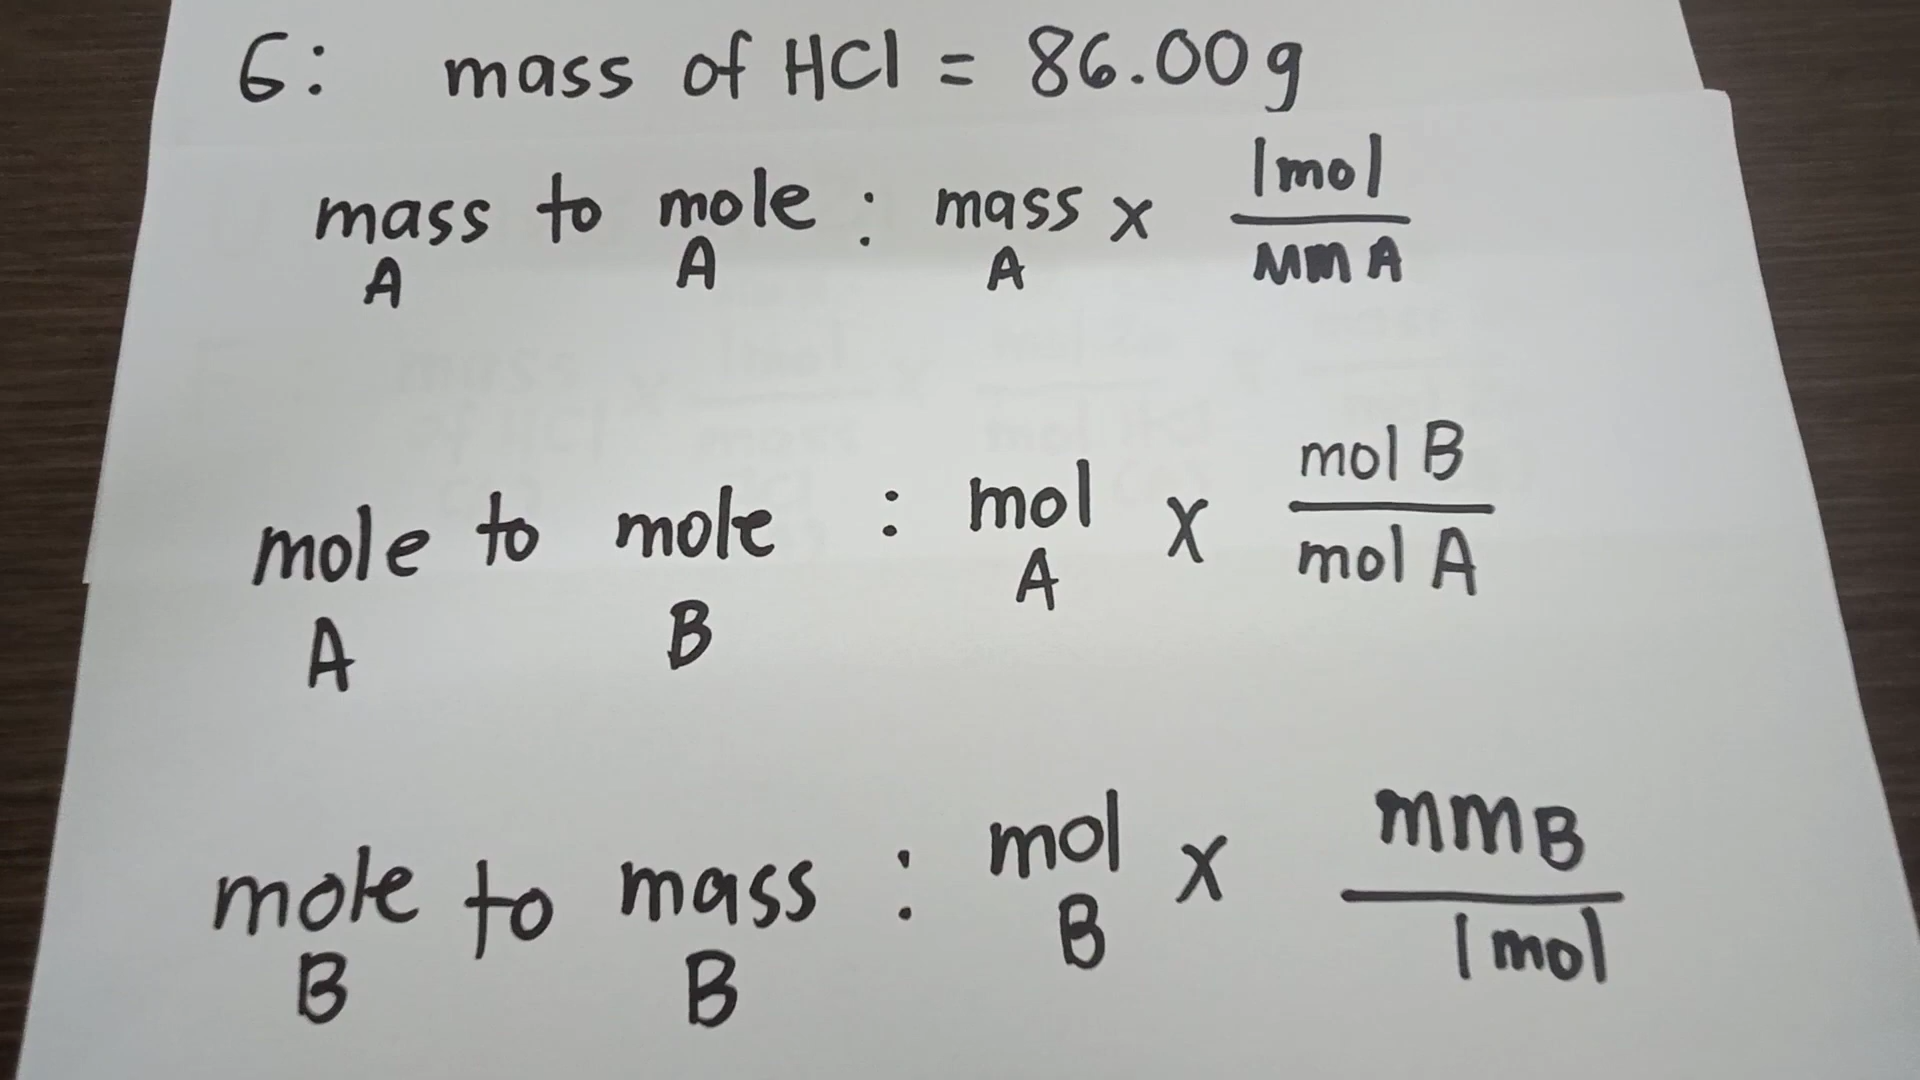 G: mass of HCl = 86.00g
mass to mole : mass x 1mol
A A A MM A
mole to mole : mol x mol B
A B A mol A
mole to mass : mol x MM B
B B B 1mol